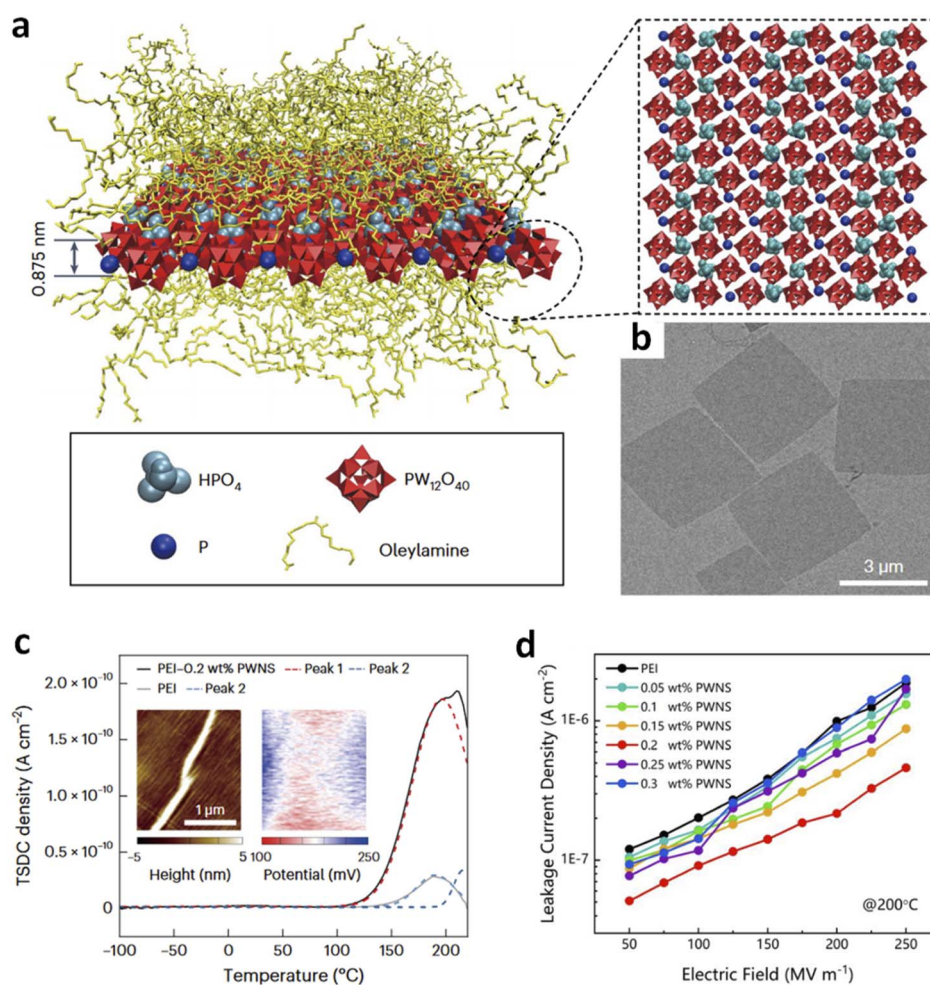 a
0.875 nm
HPO₄
PW₁₂O₄₀
P
Oleylamine
b
3 µm
c
PEI–0.2 wt% PWNS Peak 1 Peak 2
PEI Peak 2
TSDC density (A cm⁻²)
2.0 × 10⁻¹⁰
1.5 × 10⁻¹⁰
1.0 × 10⁻¹⁰
0.5 × 10⁻¹⁰
0
1 µm
-5 5
Height (nm)
100 250
Potential (mV)
-100 -50 0 50 100 150 200
Temperature (°C)
d
Leakage Current Density (A cm⁻²)
1E-6
1E-7
PEI
0.05 wt% PWNS
0.1 wt% PWNS
0.15 wt% PWNS
0.2 wt% PWNS
0.25 wt% PWNS
0.3 wt% PWNS
@200°C
50 100 150 200 250
Electric Field (MV m⁻¹)